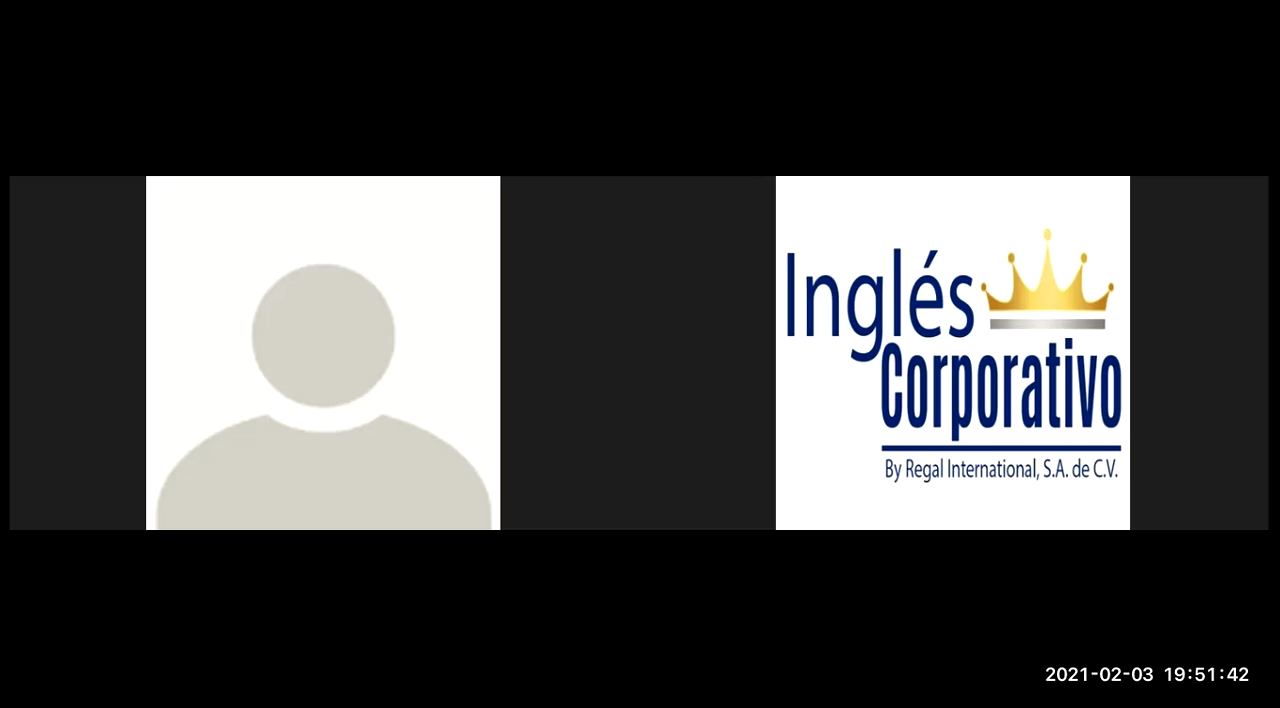 Inglés
Corporativo
By Regal International, S.A. de C.V.
2021-02-03 19:51:42